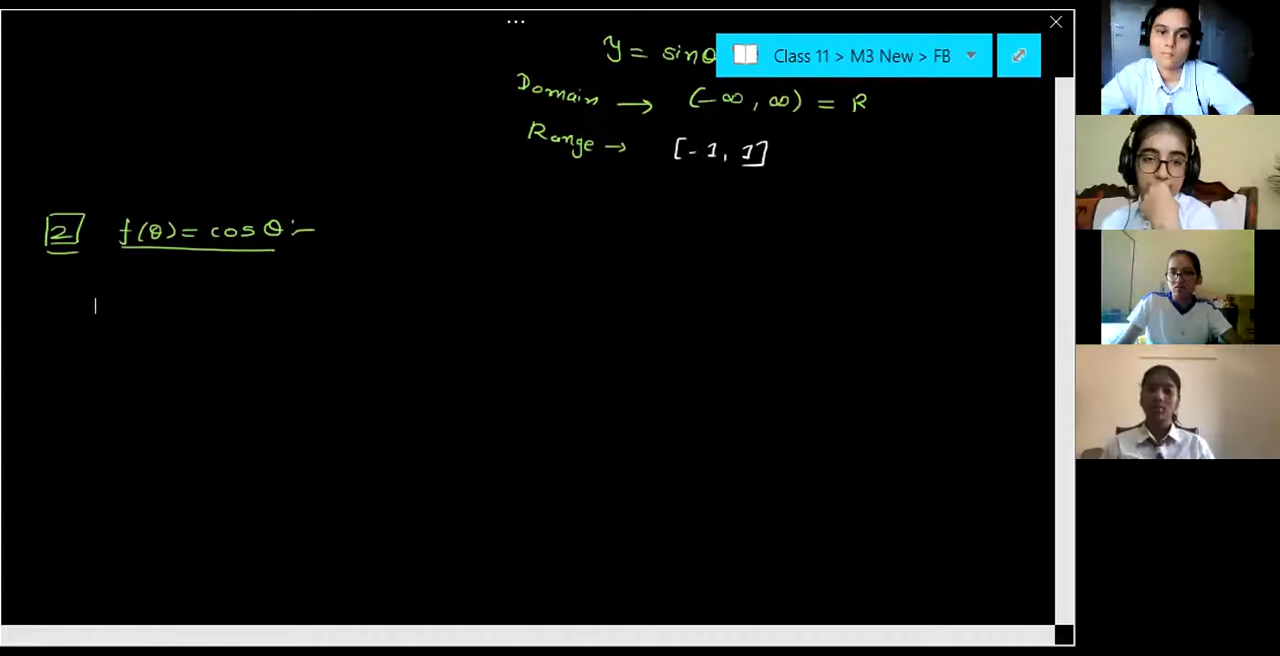 ...
y = sinθ
Class 11 > M3 New > FB
Domain → (-∞, ∞) = R
Range → [-1, 1]
2 f(θ) = cos θ :-